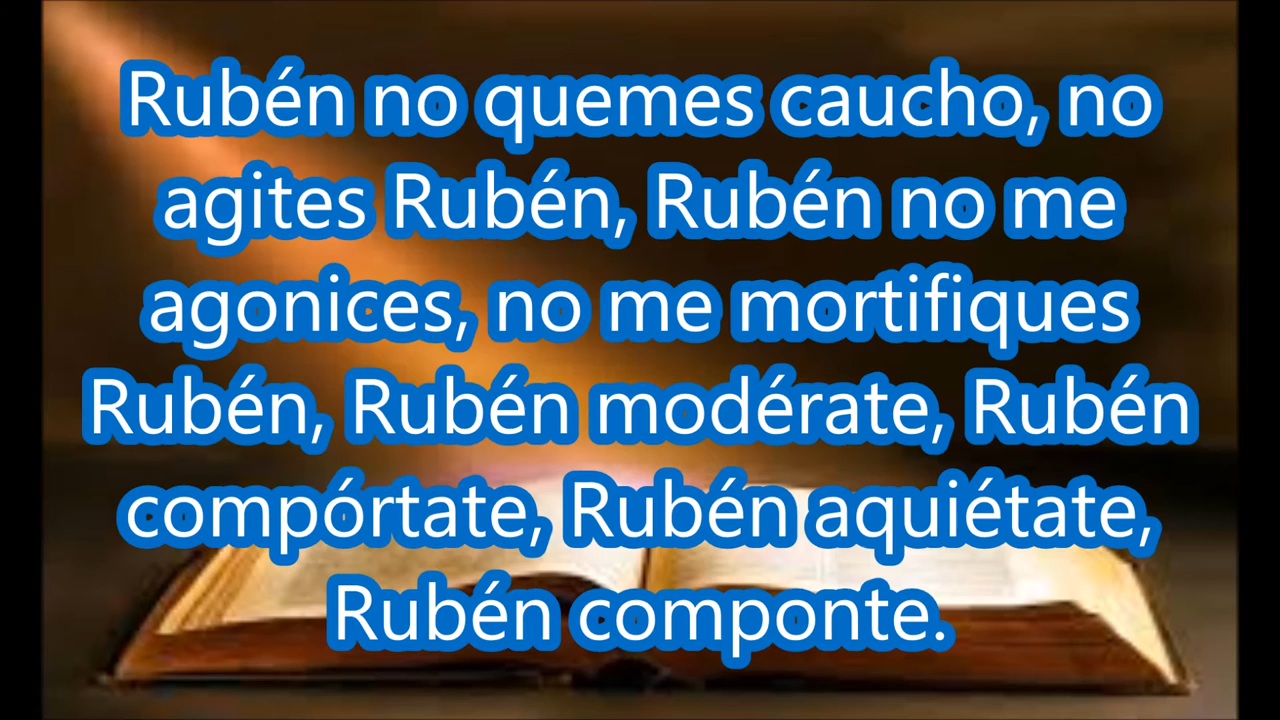 Rubén no quemes caucho, no
agites Rubén, Rubén no me
agonices, no me mortifiques
Rubén, Rubén modérate, Rubén
compórtate, Rubén aquiétate,
Rubén componte.